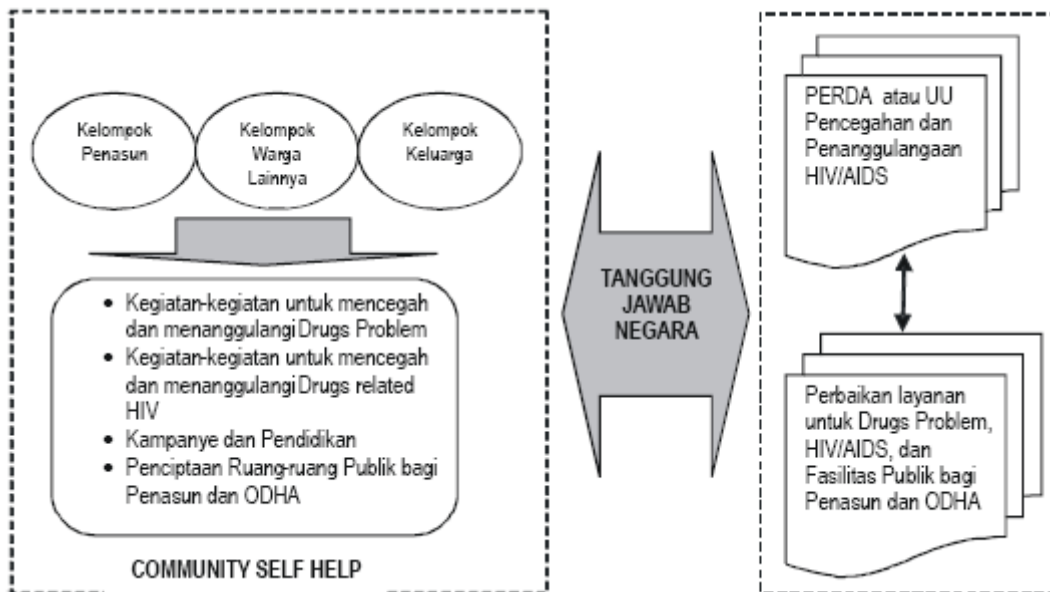 Kelompok
Penasun
Kelompok
Warga
Lainnya
Kelompok
Keluarga
• Kegiatan-kegiatan untuk mencegah
dan menanggulangi Drugs Problem
• Kegiatan-kegiatan untuk mencegah
dan menanggulangi Drugs related
HIV
• Kampanye dan Pendidikan
• Penciptaan Ruang-ruang Publik bagi
Penasun dan ODHA
COMMUNITY SELF HELP
TANGGUNG
JAWAB
NEGARA
PERDA atau UU
Pencegahan dan
Penanggulangaan
HIV/AIDS
Perbaikan layanan
untuk Drugs Problem,
HIV/AIDS, dan
Fasilitas Publik bagi
Penasun dan ODHA